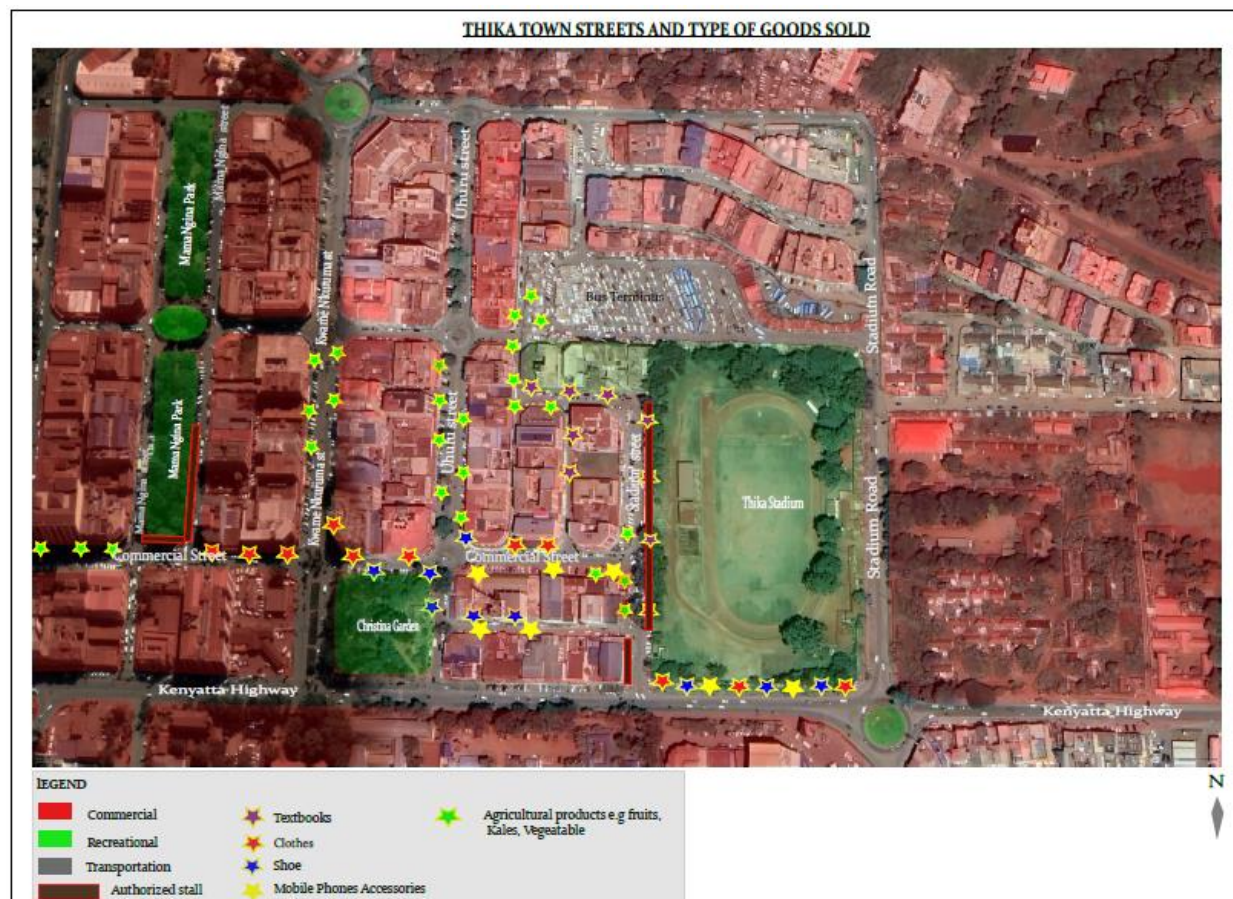 THIKA TOWN STREETS AND TYPE OF GOODS SOLD
Mama Ngina street
Uhuru street
Mama Ngina Park
Kwame Nkuruma st
Bus Terminus
Stadium Road
Mama Ngina Park
Mama Ngina
Kwame Nkuruma st
Uhuru street
Stadium street
Thika Stadium
Stadium Road
Commercial Street
Commercial Street
Christina Garden
Kenyatta Highway
Kenyatta Highway
N
lEGEND
Commercial
Recreational
Transportation
Authorized stall
Textbooks
Clothes
Shoe
Mobile Phones Accessories
Agricultural products e.g fruits,
Kales, Vegeatable